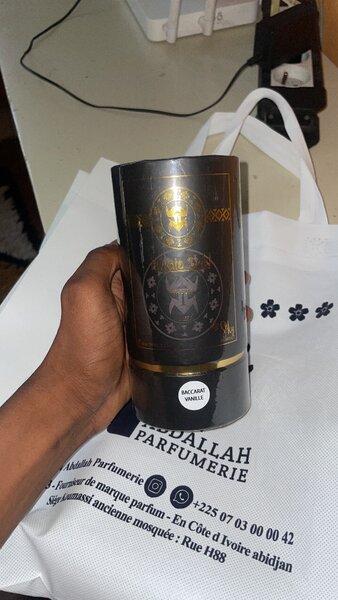 BACCARAT
VANILLE
ABDALLAH
PARFUMERIE
Abdallah Parfumerie
+225 07 03 00 00 42
- Fournisseur de marque parfum - En Côte d Ivoire abidjan
Siège Koumassi ancienne mosquée : Rue H88